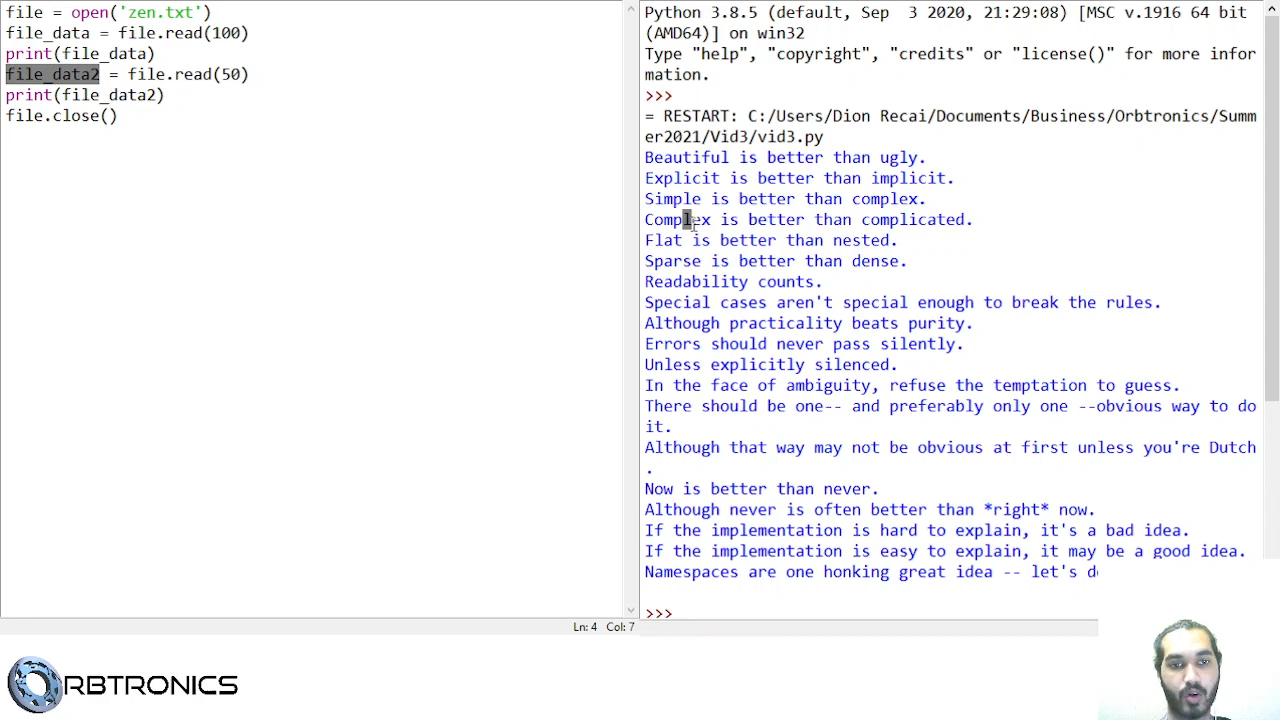 file = open('zen.txt')
file_data = file.read(100)
print(file_data)
file_data2 = file.read(50)
print(file_data2)
file.close()
Python 3.8.5 (default, Sep  3 2020, 21:29:08) [MSC v.1916 64 bit
(AMD64)] on win32
Type "help", "copyright", "credits" or "license()" for more infor
mation.
>>>
= RESTART: C:/Users/Dion Recai/Documents/Business/Orbtronics/Summ
er2021/Vid3/vid3.py
Beautiful is better than ugly.
Explicit is better than implicit.
Simple is better than complex.
Complex is better than complicated.
Flat is better than nested.
Sparse is better than dense.
Readability counts.
Special cases aren't special enough to break the rules.
Although practicality beats purity.
Errors should never pass silently.
Unless explicitly silenced.
In the face of ambiguity, refuse the temptation to guess.
There should be one-- and preferably only one --obvious way to do
it.
Although that way may not be obvious at first unless you're Dutch
.
Now is better than never.
Although never is often better than *right* now.
If the implementation is hard to explain, it's a bad idea.
If the implementation is easy to explain, it may be a good idea.
Namespaces are one honking great idea -- let's
>>>
Ln: 4  Col: 7
ORBTRONICS